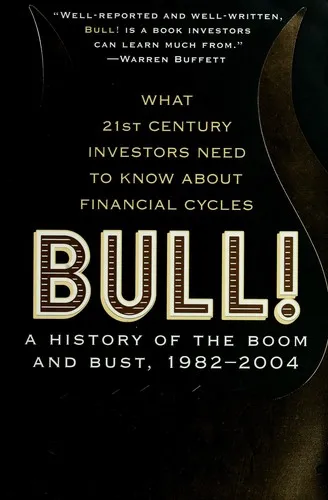 “WELL-REPORTED AND WELL-WRITTEN,
BULL! IS A BOOK INVESTORS
CAN LEARN MUCH FROM.”
—WARREN BUFFETT
WHAT
21ST CENTURY
INVESTORS NEED
TO KNOW ABOUT
FINANCIAL CYCLES
BULL!
A HISTORY OF THE BOOM
AND BUST, 1982–2004